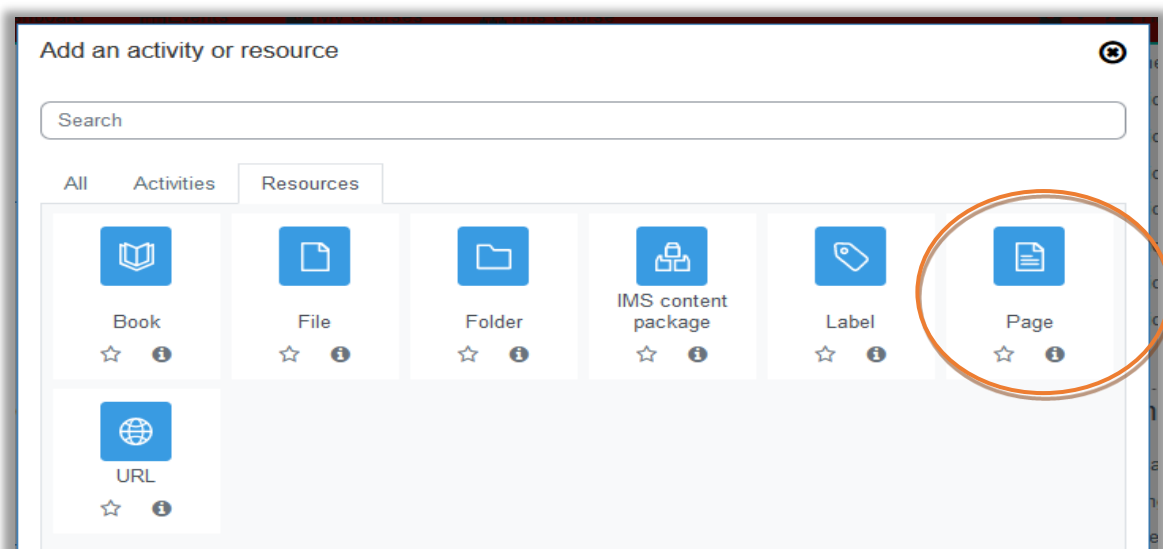 Add an activity or resource
Search
All Activities Resources
Book File Folder IMS content package Label Page
URL